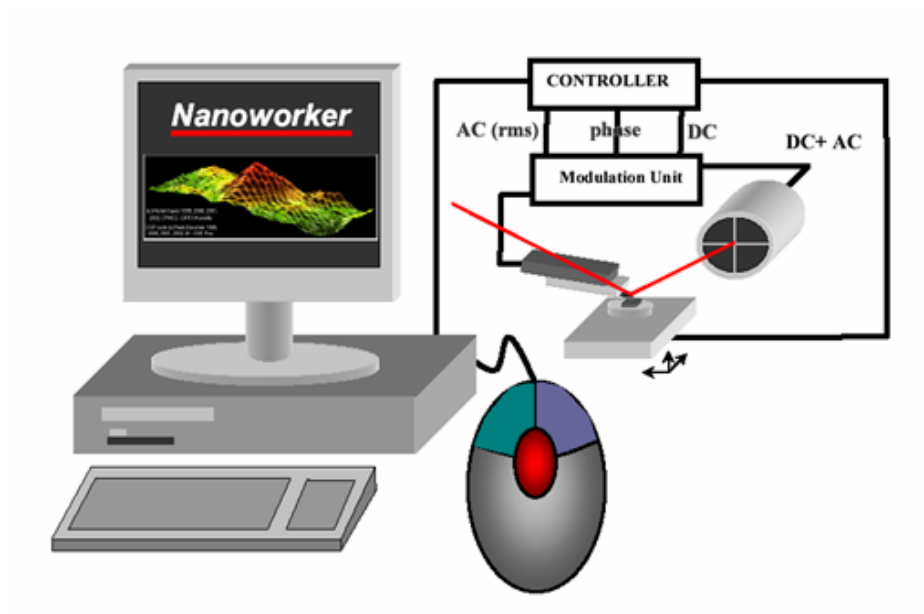 Nanoworker
CONTROLLER
AC (rms) phase DC
DC+ AC
Modulation Unit